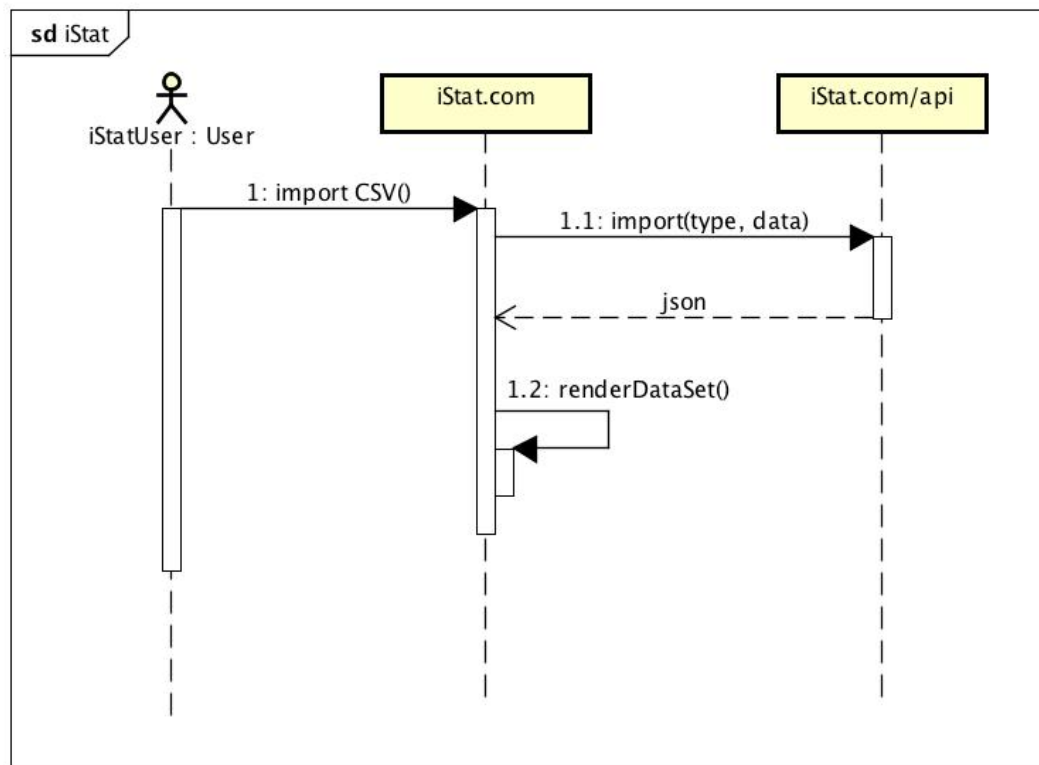 sd iStat
iStat.com
iStat.com/api
iStatUser : User
1: import CSV()
1.1: import(type, data)
json
1.2: renderDataSet()